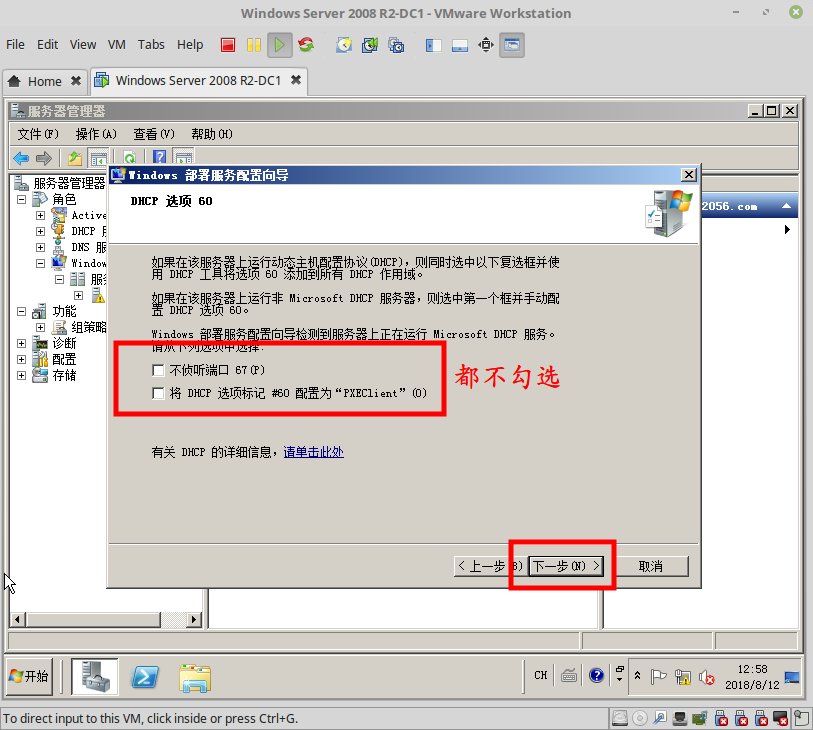 Windows Server 2008 R2-DC1 - VMware Workstation
File Edit View VM Tabs Help
Home
Windows Server 2008 R2-DC1
服务器管理器
文件(F) 操作(A) 查看(V) 帮助(H)
服务器管理器
角色
Active
DHCP
DNS 服
Window
服务
功能
组策略
诊断
配置
存储
2056.com
Windows 部署服务配置向导
DHCP 选项 60
如果在该服务器上运行动态主机配置协议(DHCP)，则同时选中以下复选框并使
用 DHCP 工具将选项 60 添加到所有 DHCP 作用域。
如果在该服务器上运行非 Microsoft DHCP 服务器，则选中第一个框并手动配
置 DHCP 选项 60。
Windows 部署服务配置向导检测到服务器上正在运行 Microsoft DHCP 服务。
请从下列选项中选择:
不侦听端口 67(P)
将 DHCP 选项标记 #60 配置为“PXEClient”(O)
都不勾选
有关 DHCP 的详细信息，请单击此处
< 上一步(B) 下一步(N) > 取消
开始
CH
12:58
2018/8/12
To direct input to this VM, click inside or press Ctrl+G.